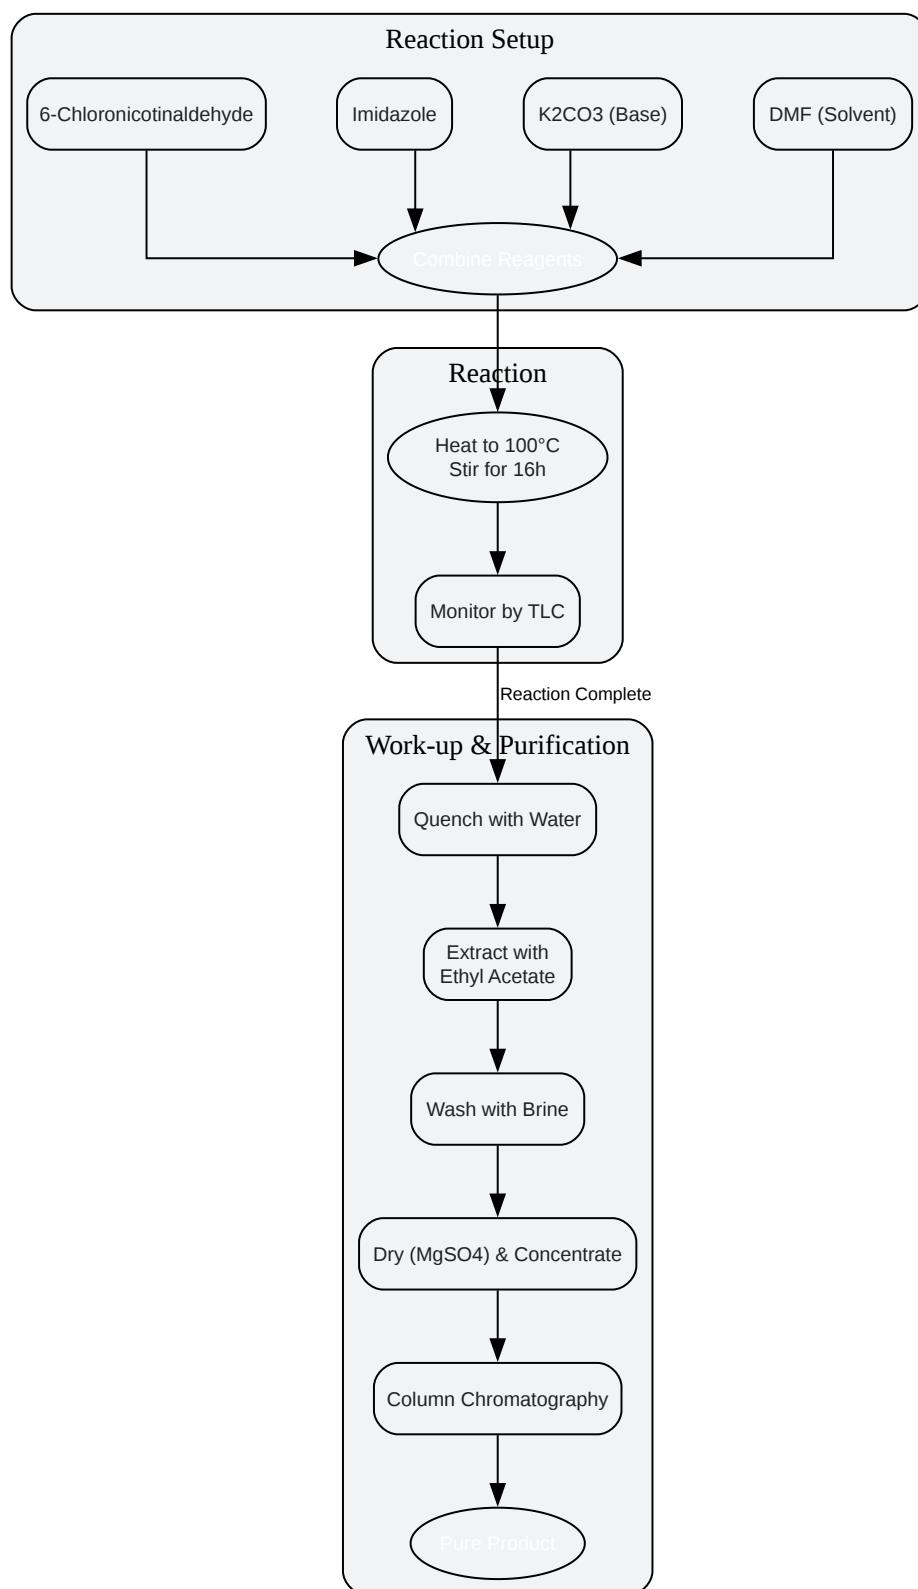 Reaction Setup
6-Chloronicotinaldehyde
Imidazole
K2CO3 (Base)
DMF (Solvent)
Combine Reagents
Reaction
Heat to 100°C
Stir for 16h
Monitor by TLC
Reaction Complete
Work-up & Purification
Quench with Water
Extract with
Ethyl Acetate
Wash with Brine
Dry (MgSO4) & Concentrate
Column Chromatography
Pure Product